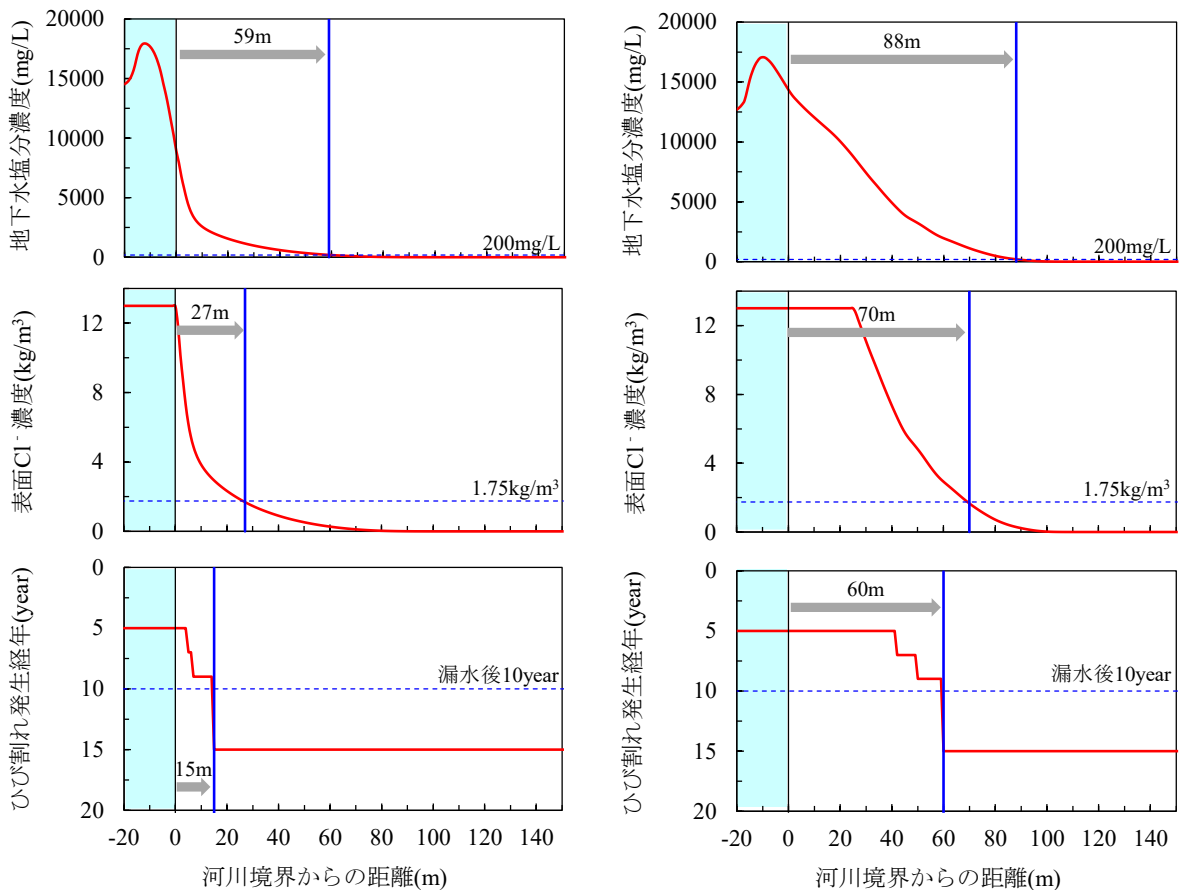 地下水塩分濃度(mg/L)
20000
15000
10000
5000
0
59m
200mg/L
表面Cl⁻濃度(kg/m³)
12
8
4
0
27m
1.75kg/m³
ひび割れ発生経年(year)
0
5
10
15
20
漏水後10year
15m
-20 0 20 40 60 80 100 120 140
河川境界からの距離(m)
地下水塩分濃度(mg/L)
20000
15000
10000
5000
0
88m
200mg/L
表面Cl⁻濃度(kg/m³)
12
8
4
0
70m
1.75kg/m³
ひび割れ発生経年(year)
0
5
10
15
20
60m
漏水後10year
-20 0 20 40 60 80 100 120 140
河川境界からの距離(m)